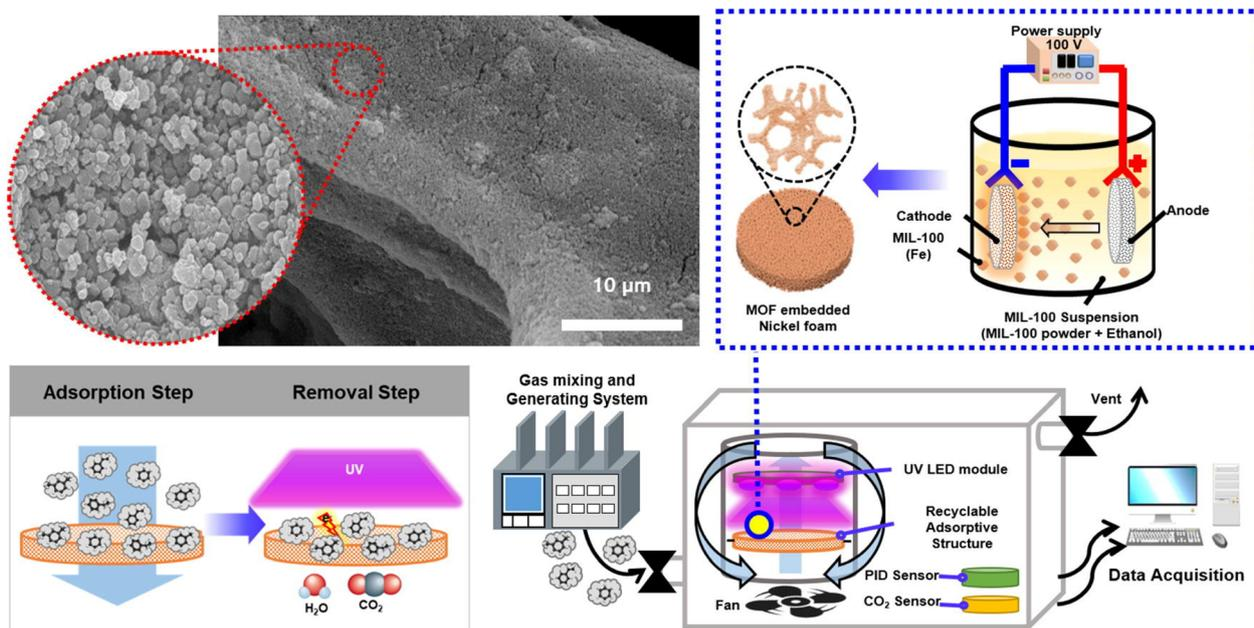 10 μm
Power supply
100 V
Cathode
MIL-100
(Fe)
Anode
MOF embedded
Nickel foam
MIL-100 Suspension
(MIL-100 powder + Ethanol)
Adsorption Step
Removal Step
UV
H₂O
CO₂
Gas mixing and
Generating System
Vent
UV LED module
Recyclable
Adsorptive
Structure
PID Sensor
CO₂ Sensor
Fan
Data Acquisition